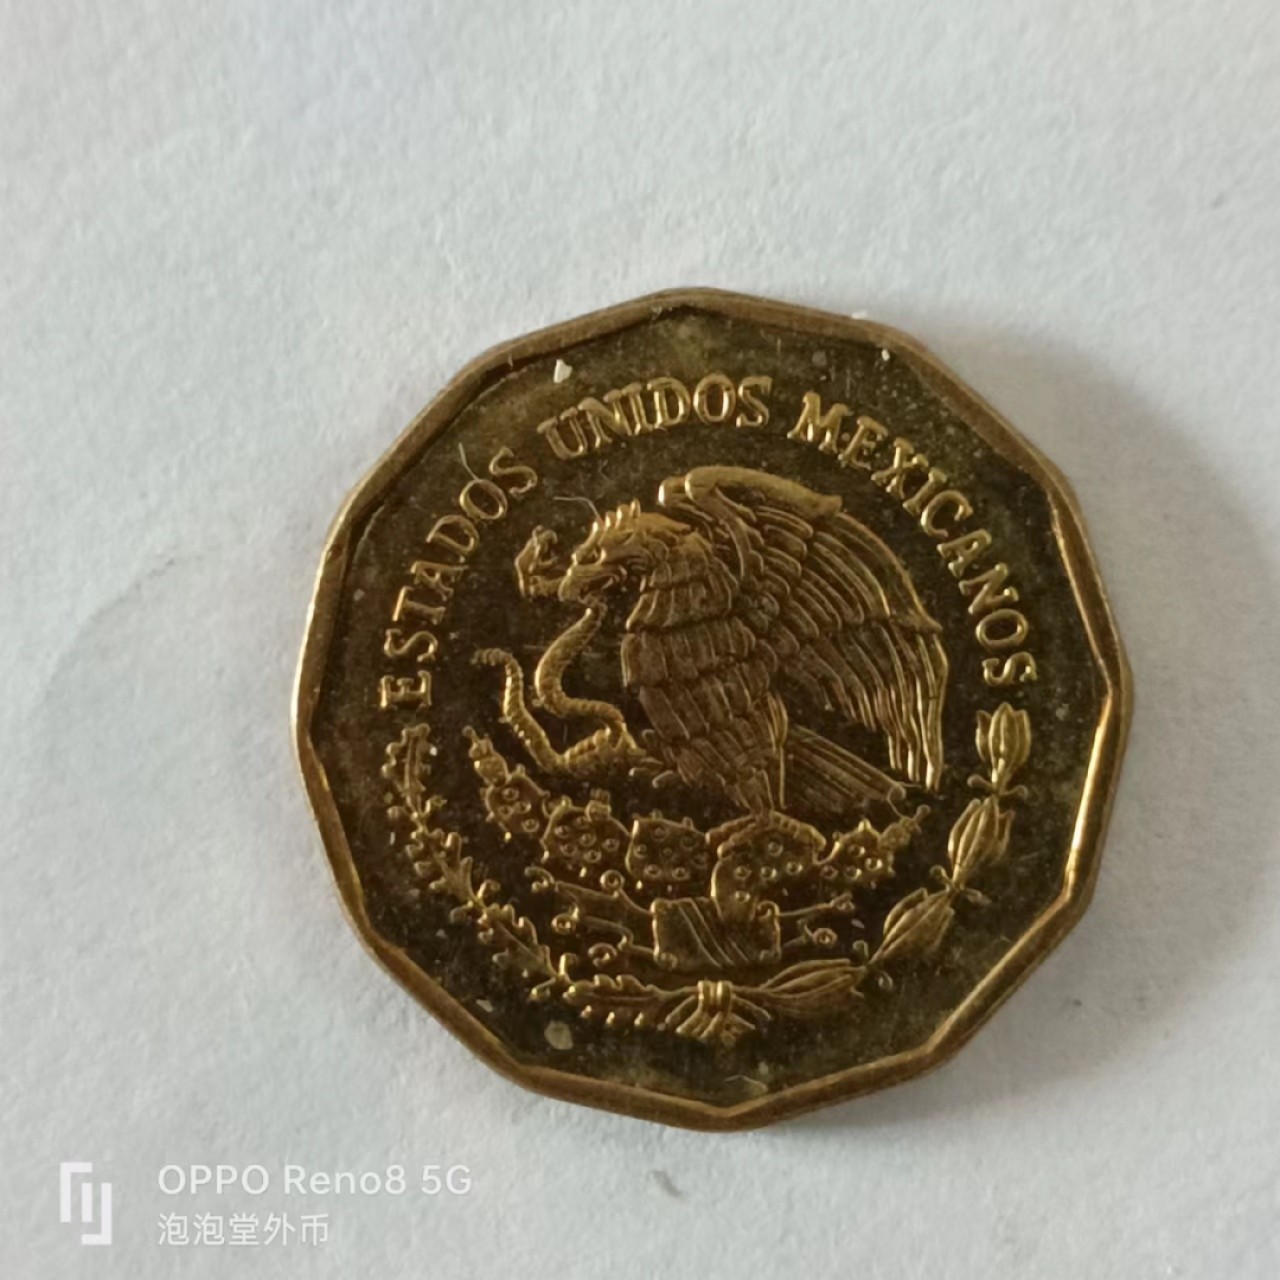 ESTADOS UNIDOS MEXICANOS
OPPO Reno8 5G
泡泡堂外币